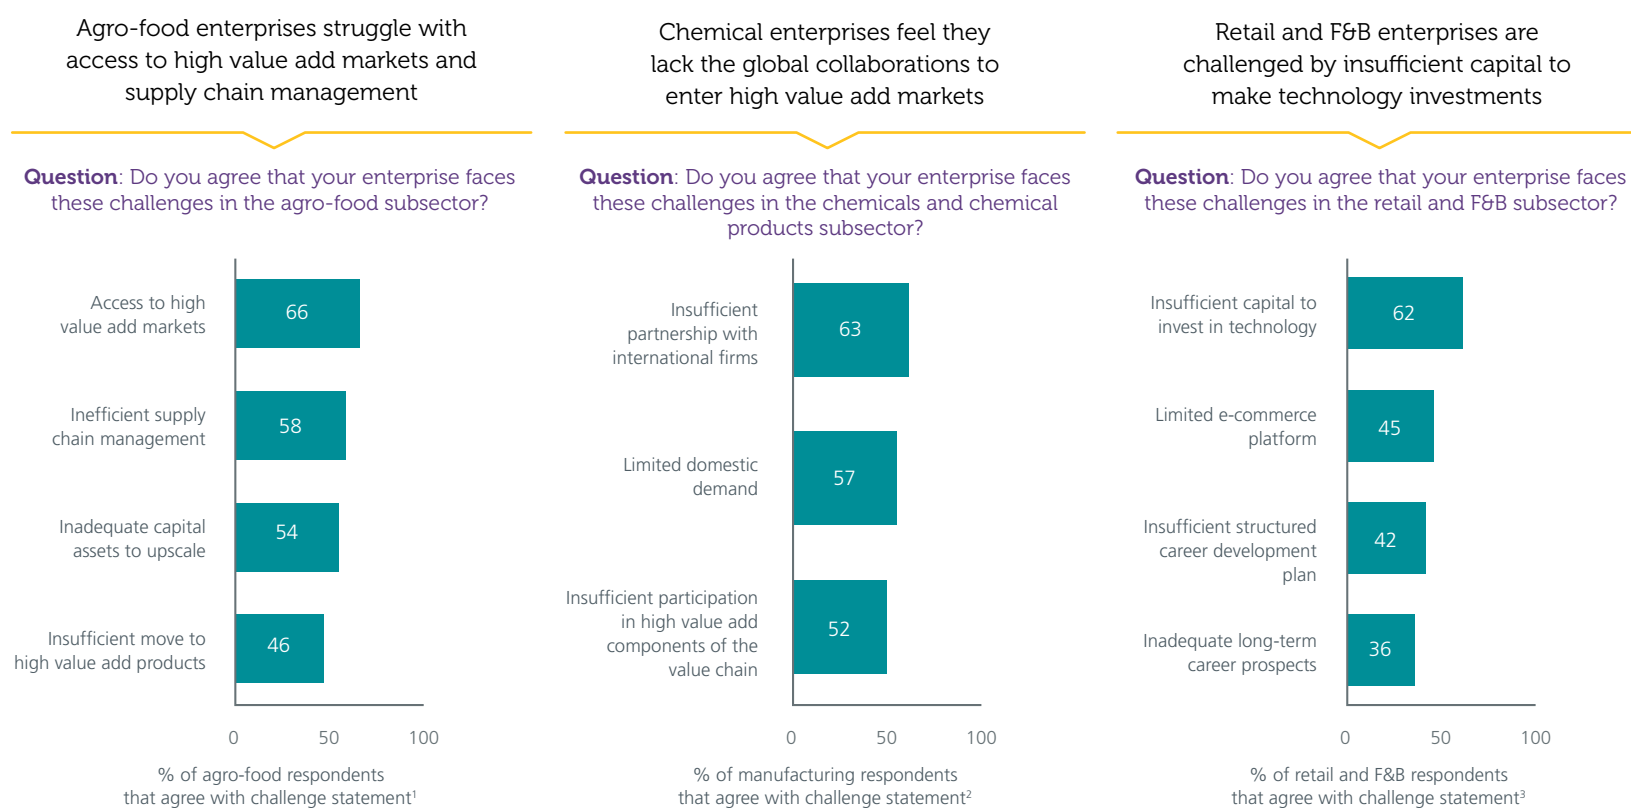 Agro-food enterprises struggle with
access to high value add markets and
supply chain management
Question: Do you agree that your enterprise faces
these challenges in the agro-food subsector?
Access to high
value add markets
66
Inefficient supply
chain management
58
Inadequate capital
assets to upscale
54
Insufficient move to
high value add products
46
0 50 100
% of agro-food respondents
that agree with challenge statement¹
Chemical enterprises feel they
lack the global collaborations to
enter high value add markets
Question: Do you agree that your enterprise faces
these challenges in the chemicals and chemical
products subsector?
Insufficient
partnership with
international firms
63
Limited domestic
demand
57
Insufficient participation
in high value add
components of the
value chain
52
0 50 100
% of manufacturing respondents
that agree with challenge statement²
Retail and F&B enterprises are
challenged by insufficient capital to
make technology investments
Question: Do you agree that your enterprise faces
these challenges in the retail and F&B subsector?
Insufficient capital to
invest in technology
62
Limited e-commerce
platform
45
Insufficient structured
career development
plan
42
Inadequate long-term
career prospects
36
0 50 100
% of retail and F&B respondents
that agree with challenge statement³